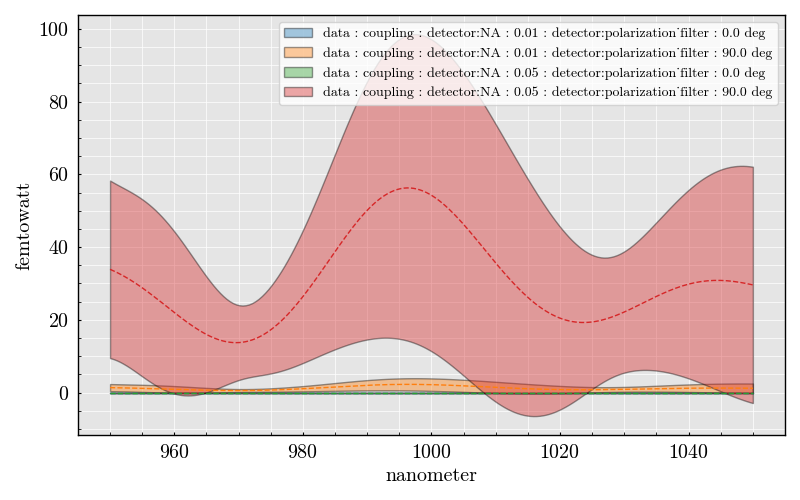 data : coupling : detector:NA : 0.01 : detector:polarization˙filter : 0.0 deg
data : coupling : detector:NA : 0.01 : detector:polarization˙filter : 90.0 deg
data : coupling : detector:NA : 0.05 : detector:polarization˙filter : 0.0 deg
data : coupling : detector:NA : 0.05 : detector:polarization˙filter : 90.0 deg
100
80
60
40
20
0
femtowatt
960 980 1000 1020 1040
nanometer